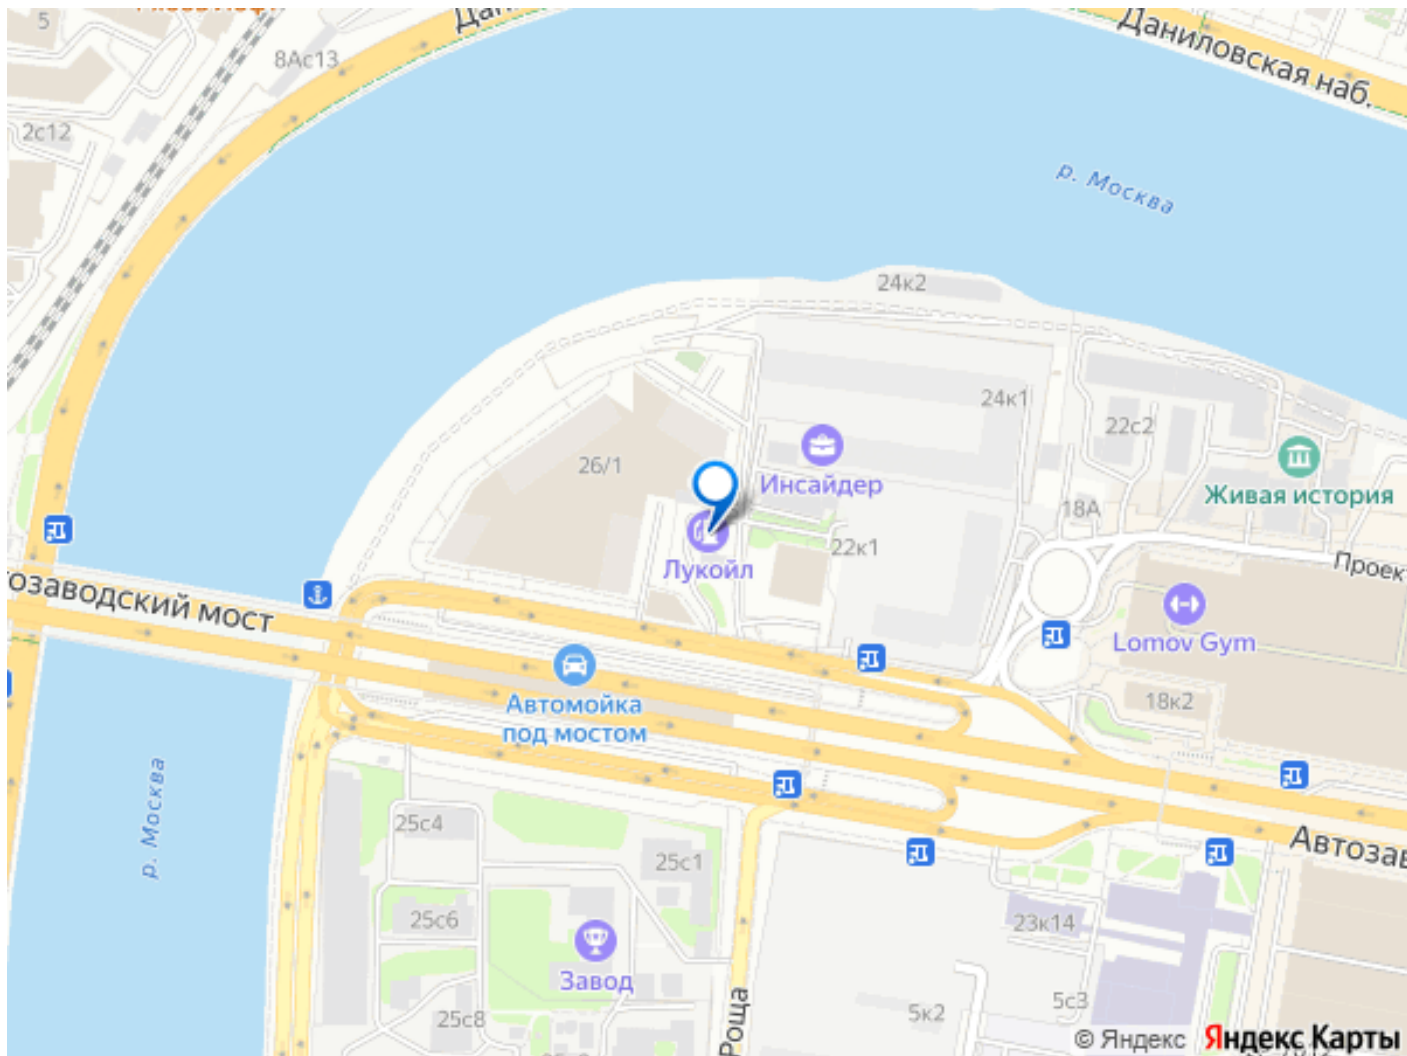 5
8Ас13
Даниловская наб.
2с12
р. Москва
24к2
24к1
22с2
26/1
Инсайдер
Живая история
18А
22к1
Лукойл
Проек
тозаводский мост
Lomov Gym
18к2
Автомойка
под мостом
р. Москва
25с4
Автозав
25с1
25с6
23к14
Завод
Роща
25с8
5к2
5с3
© Яндекс
Яндекс Карты